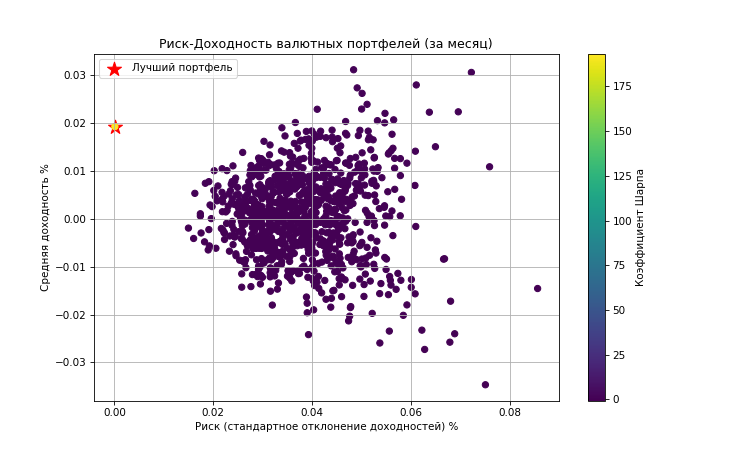 Риск-Доходность валютных портфелей (за месяц)
Лучший портфель
0.03
0.02
0.01
0.00
−0.01
−0.02
−0.03
Средняя доходность %
0.00 0.02 0.04 0.06 0.08
Риск (стандартное отклонение доходностей) %
175
150
125
100
75
50
25
0
Коэффициент Шарпа